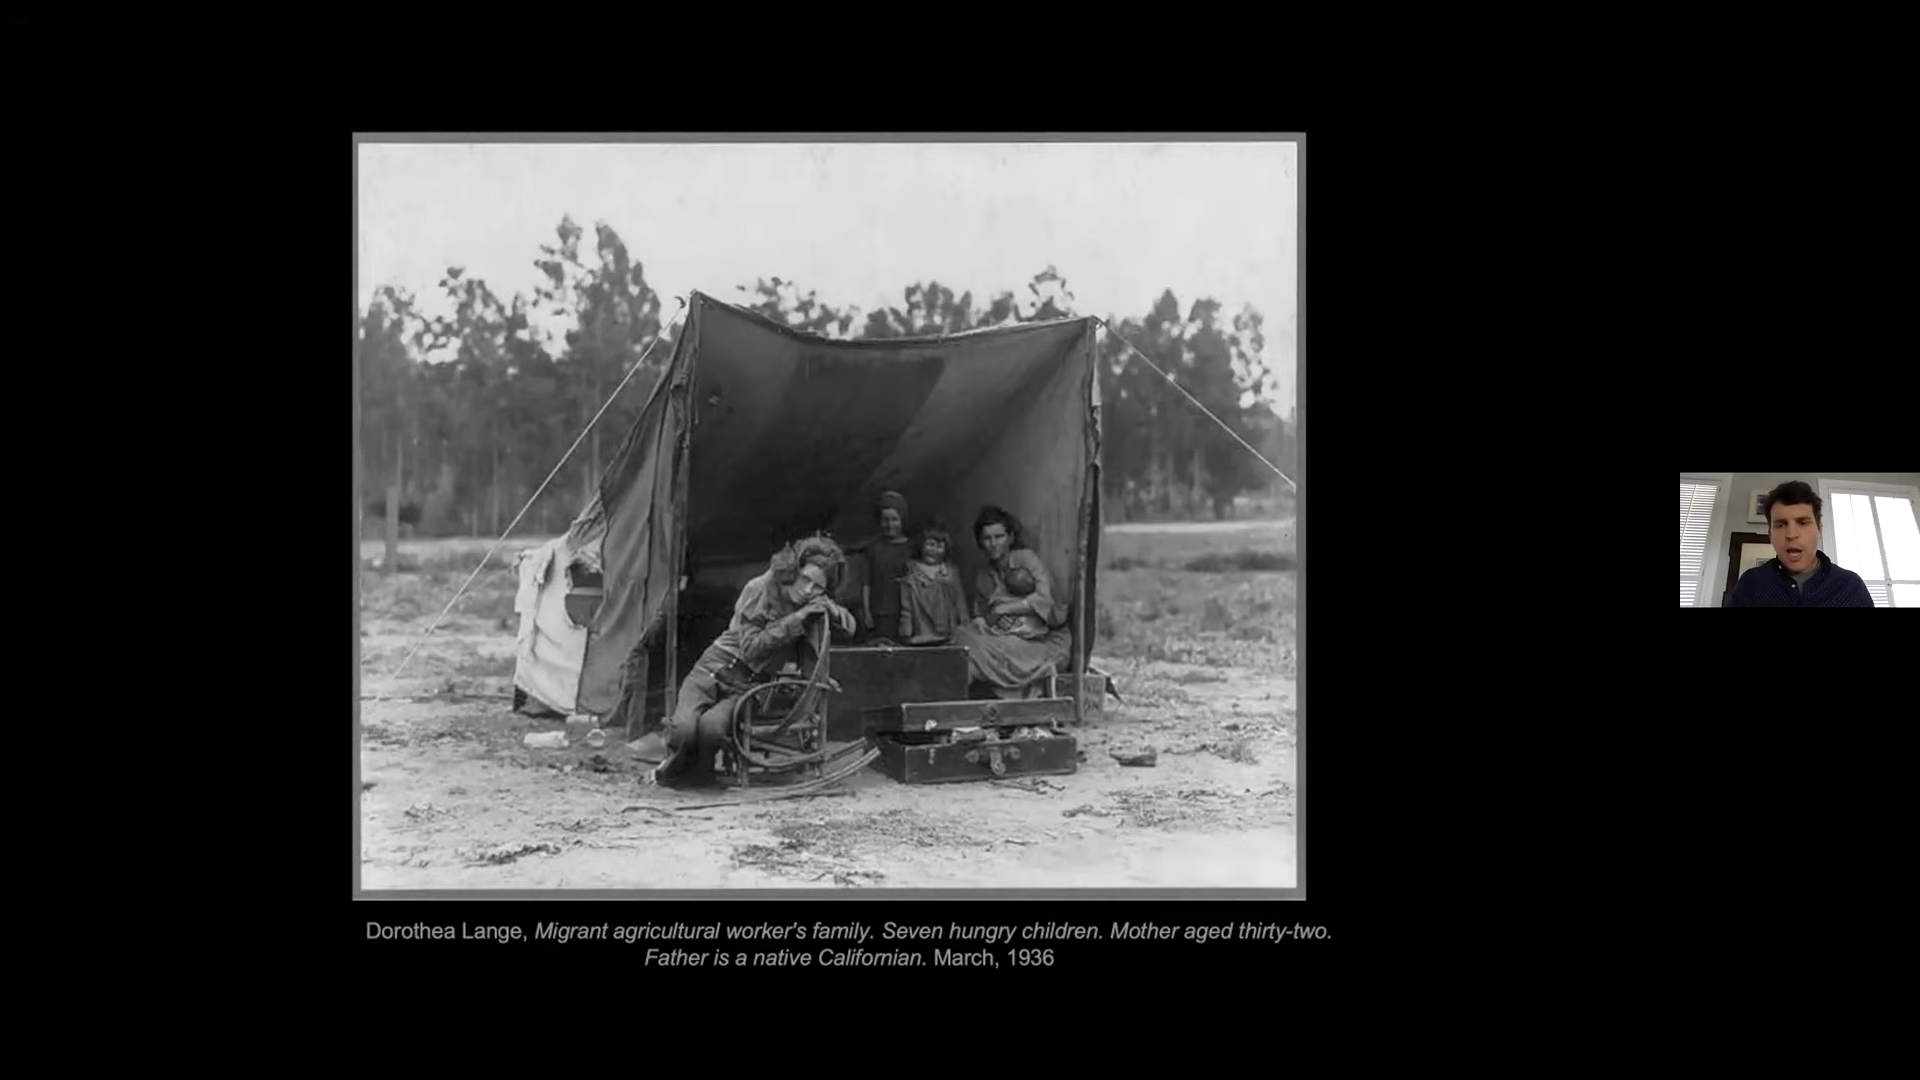 Dorothea Lange, Migrant agricultural worker's family. Seven hungry children. Mother aged thirty-two.
Father is a native Californian. March, 1936